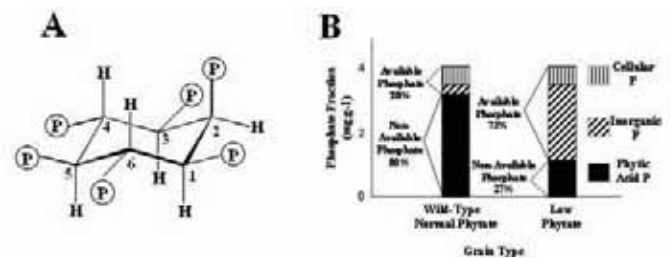 A
H
P
P
P
H
H
4
3
2
H
P
P
5
6
H
1
P
H
H
B
Phosphate Fraction
(mg g-1)
4
2
0
Available
Phosphate
20%
Non-
Available
Phosphate
80%
Available
Phosphate
73%
Non-Available
Phosphate
27%
Wild-Type
Normal Phytate
Low
Phytate
Grain Type
Cellular
P
Inorganic
P
Phytic
Acid P